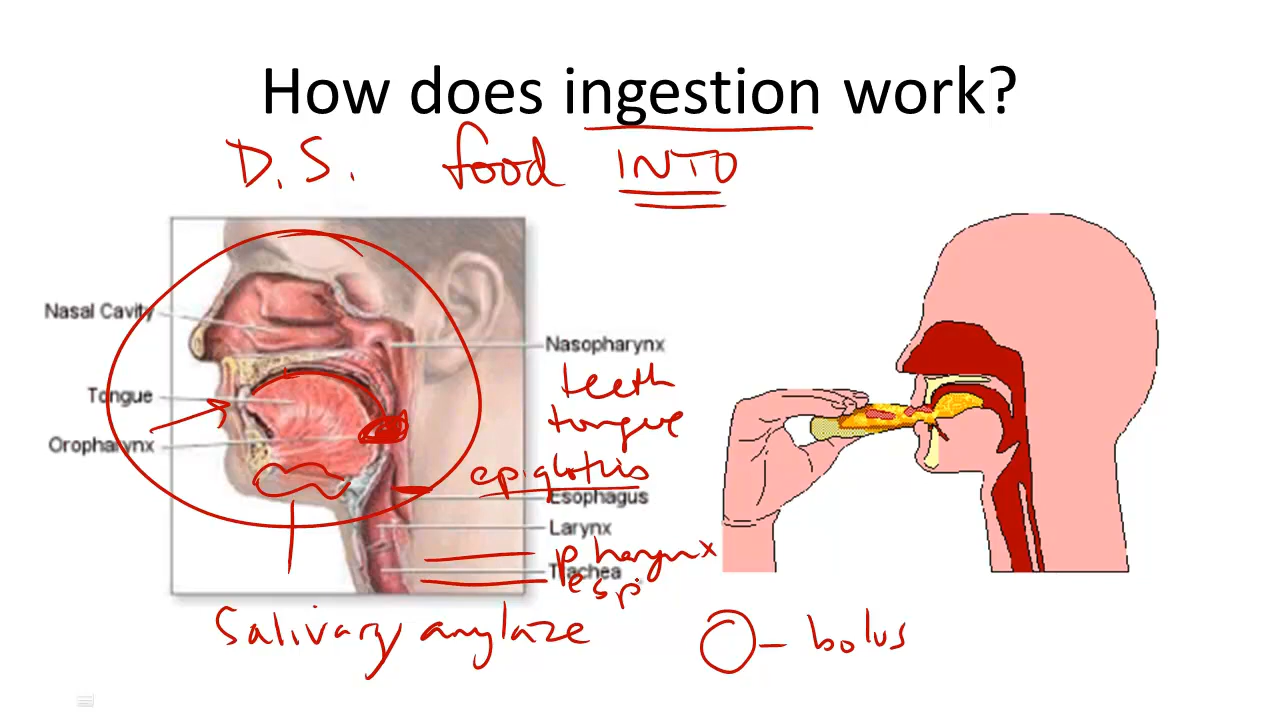 How does ingestion work?
D.S. food INTO
Nasal Cavity
Nasopharynx
teeth
Tongue
tongue
Oropharynx
epiglottis
Esophagus
Larynx
pharynx
Trachea
esp
Salivary amylaze
O- bolus